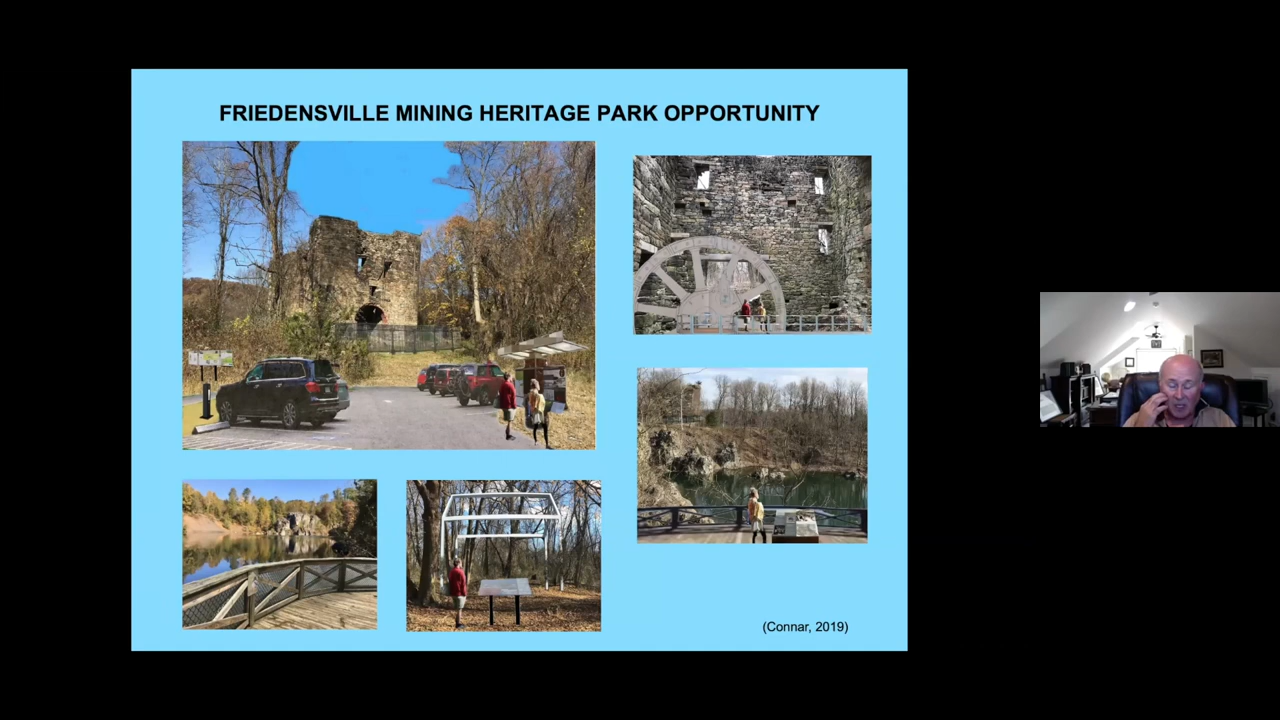 FRIEDENSVILLE MINING HERITAGE PARK OPPORTUNITY
(Connar, 2019)